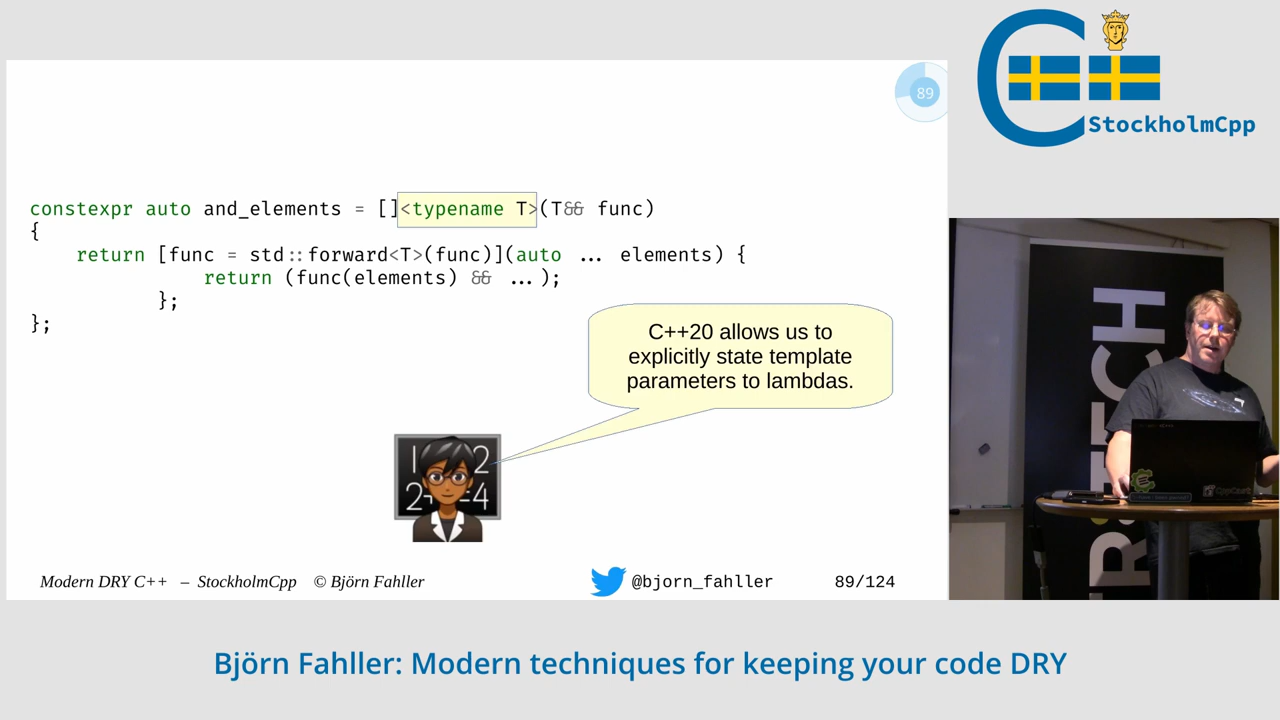 89
constexpr auto and_elements = []<typename T>(T&& func)
{
return [func = std::forward<T>(func)](auto ... elements) {
return (func(elements) && ...);
};
};
C++20 allows us to
explicitly state template
parameters to lambdas.
Modern DRY C++ – StockholmCpp © Björn Fahller
@bjorn_fahller
89/124
StockholmCpp
Björn Fahller: Modern techniques for keeping your code DRY